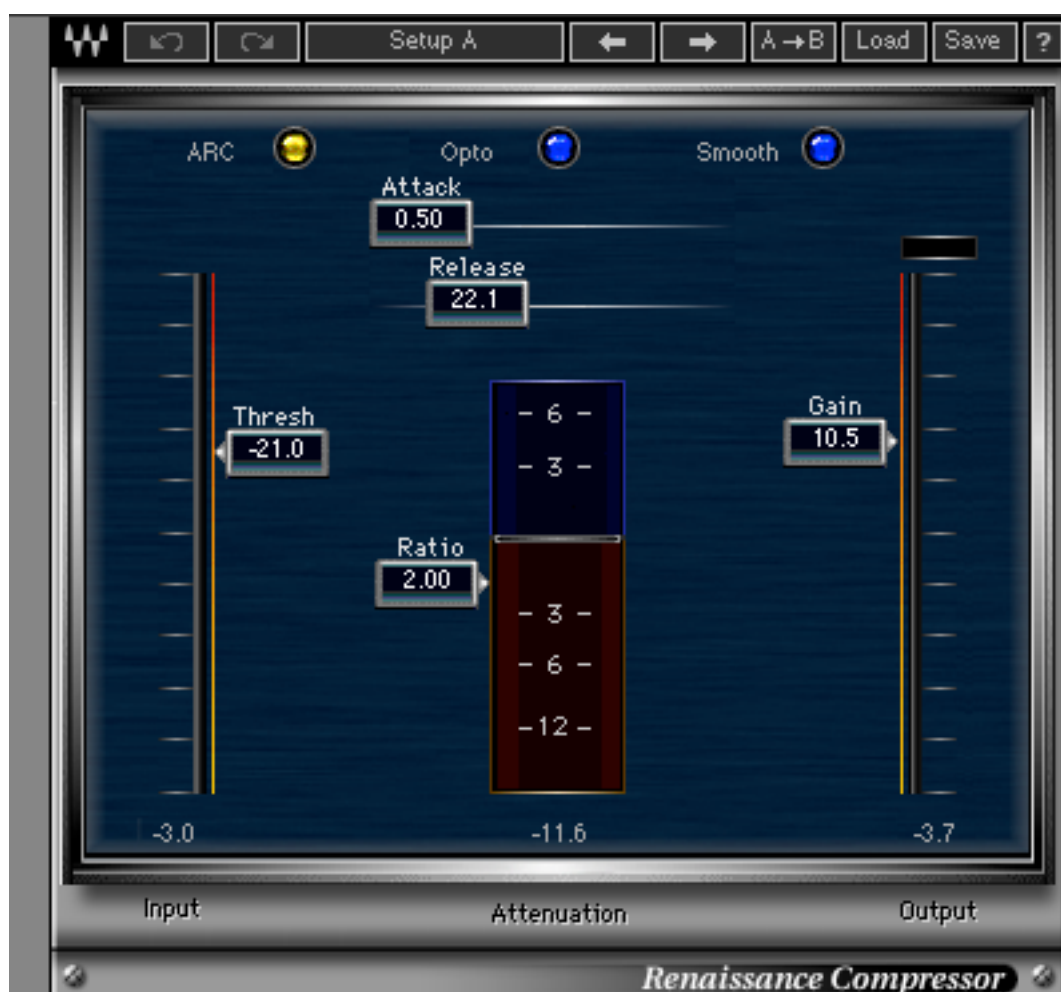 Setup A A→B Load Save ?
ARC Opto Smooth
Attack
0.50
Release
22.1
Thresh
-21.0
Gain
10.5
Ratio
2.00
- 6 -
- 3 -
- 3 -
- 6 -
-12 -
-3.0 -11.6 -3.7
Input Attenuation Output
Renaissance Compressor